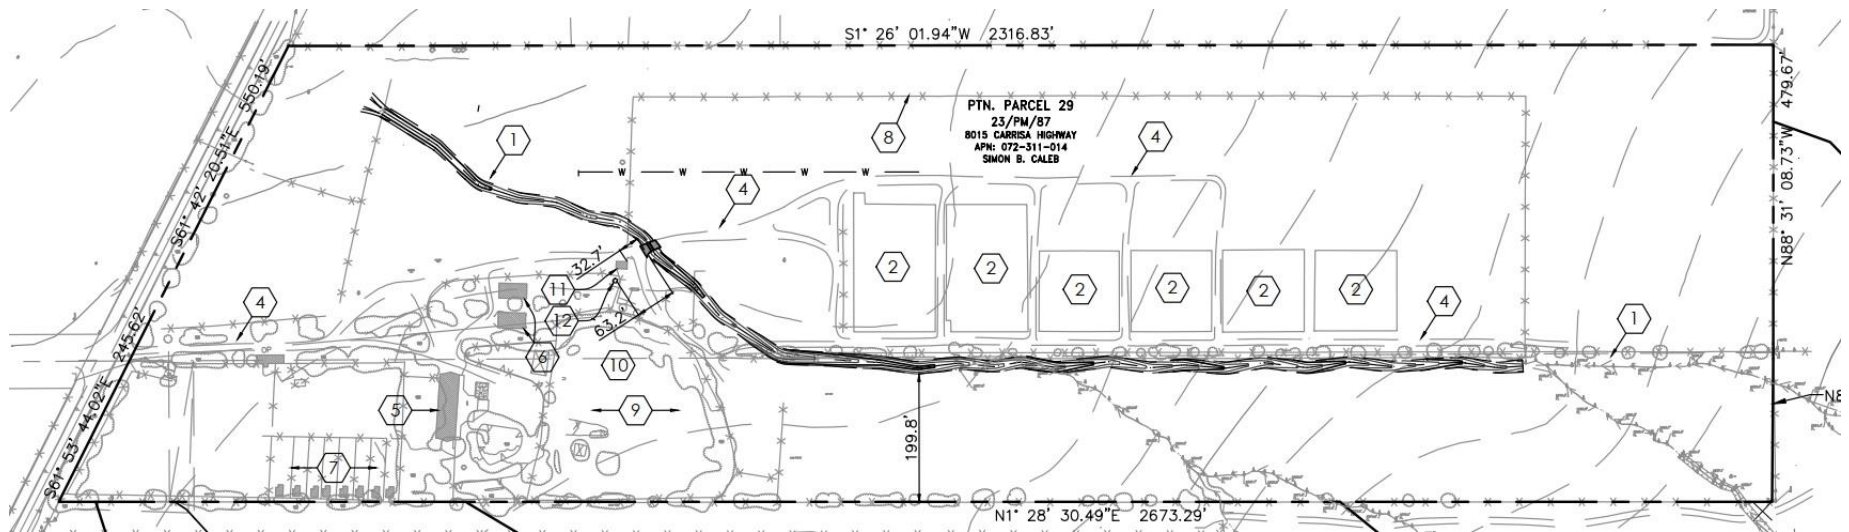 S1° 26' 01.94"W 2316.83'
550.19'
S61° 42' 20.51"E
479.67'
N88° 31' 08.73"W
PTN. PARCEL 29
23/PM/87
8015 CARRISA HIGHWAY
APN: 072-311-014
SIMON B. CALEB
1
8
4
W W W W W
4
2
2
2
2
2
2
32.7'
11
12
63.2'
4
4
1
6
10
245.62'
S61° 53' 44.02"E
5
9
199.8'
7
N8
N1° 28' 30.49"E 2673.29'